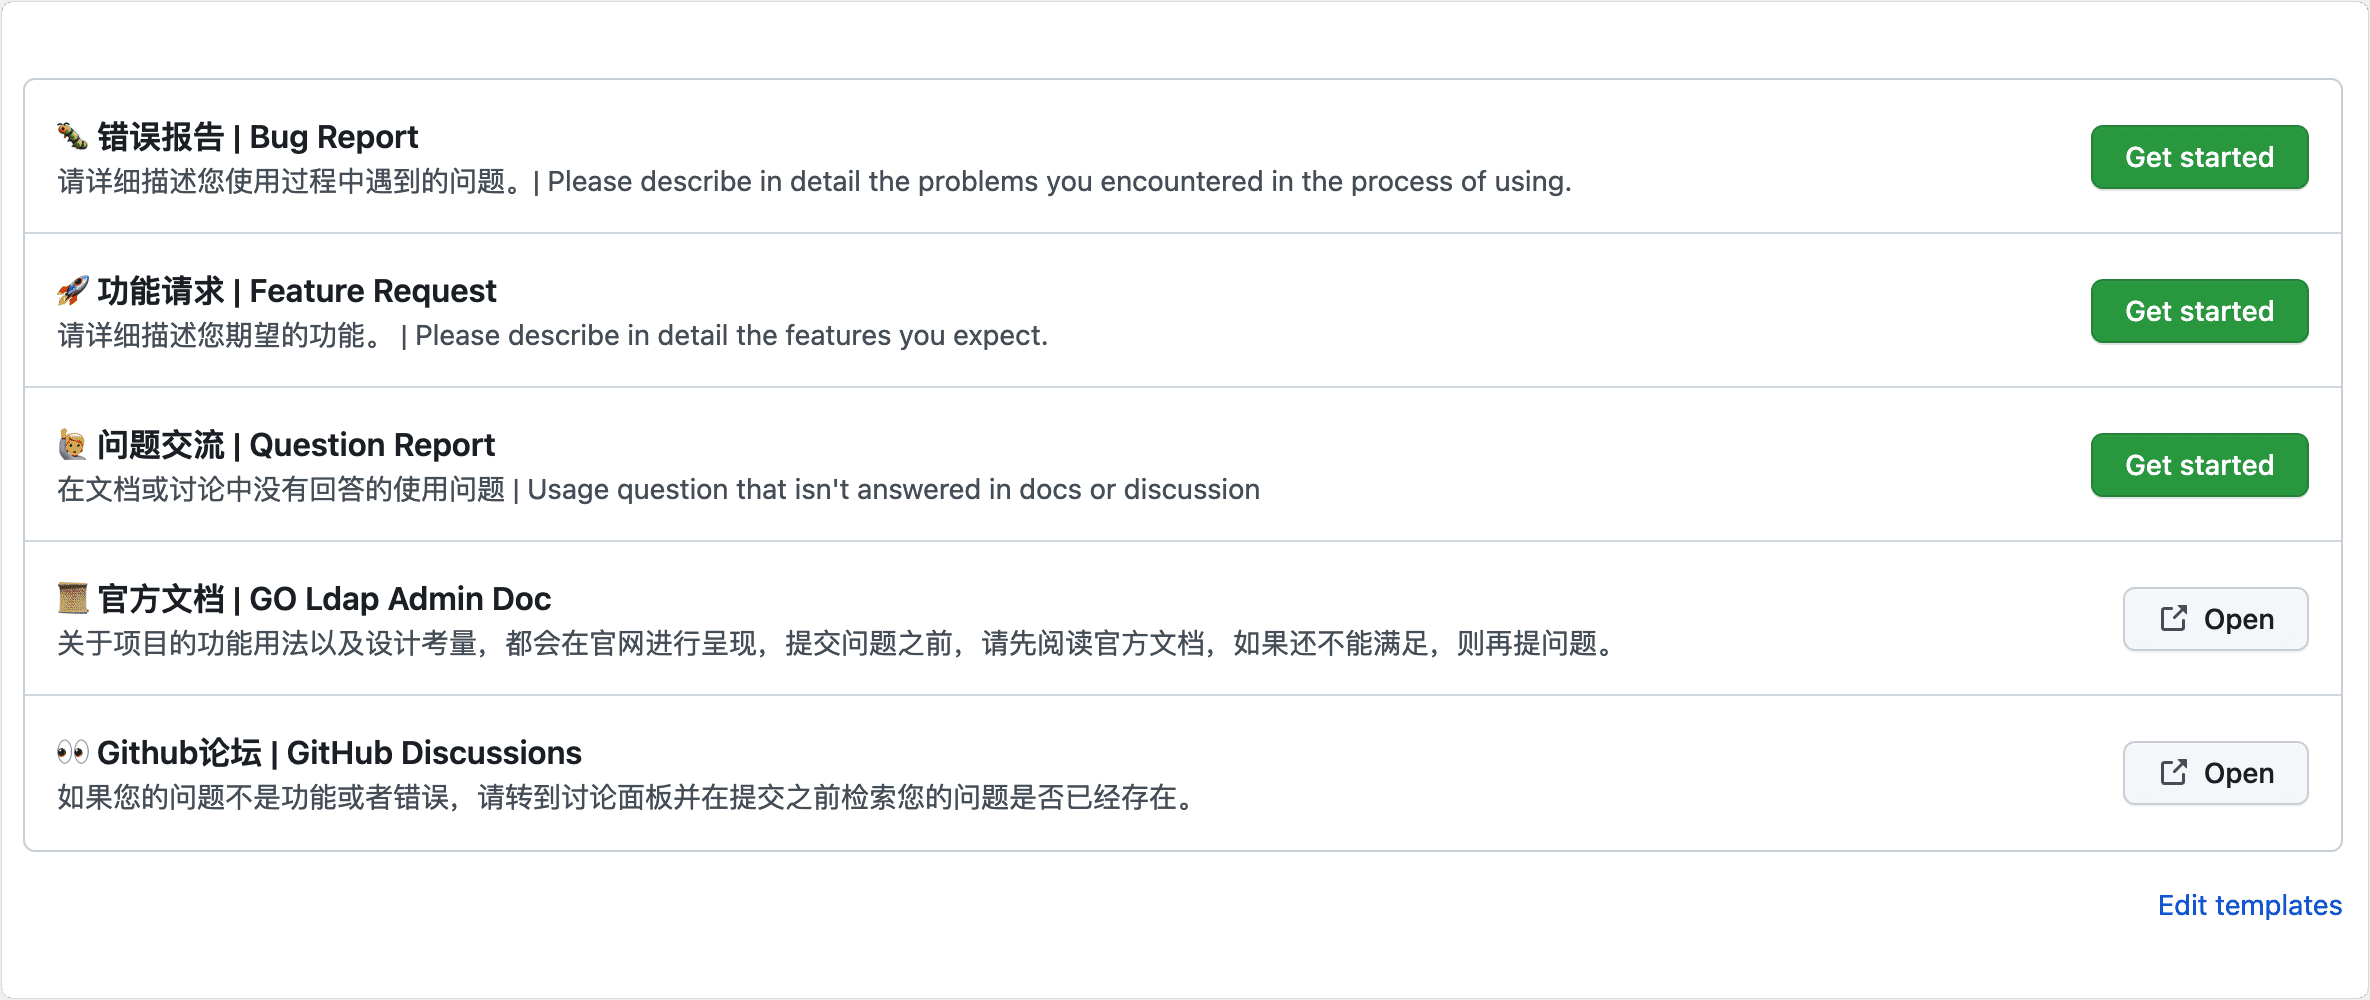 🐛 错误报告 | Bug Report
请详细描述您使用过程中遇到的问题。| Please describe in detail the problems you encountered in the process of using.
Get started
🚀 功能请求 | Feature Request
请详细描述您期望的功能。 | Please describe in detail the features you expect.
Get started
🙋 问题交流 | Question Report
在文档或讨论中没有回答的使用问题 | Usage question that isn't answered in docs or discussion
Get started
📜 官方文档 | GO Ldap Admin Doc
关于项目的功能用法以及设计考量，都会在官网进行呈现，提交问题之前，请先阅读官方文档，如果还不能满足，则再提问题。
Open
👀 Github论坛 | GitHub Discussions
如果您的问题不是功能或者错误，请转到讨论面板并在提交之前检索您的问题是否已经存在。
Open
Edit templates